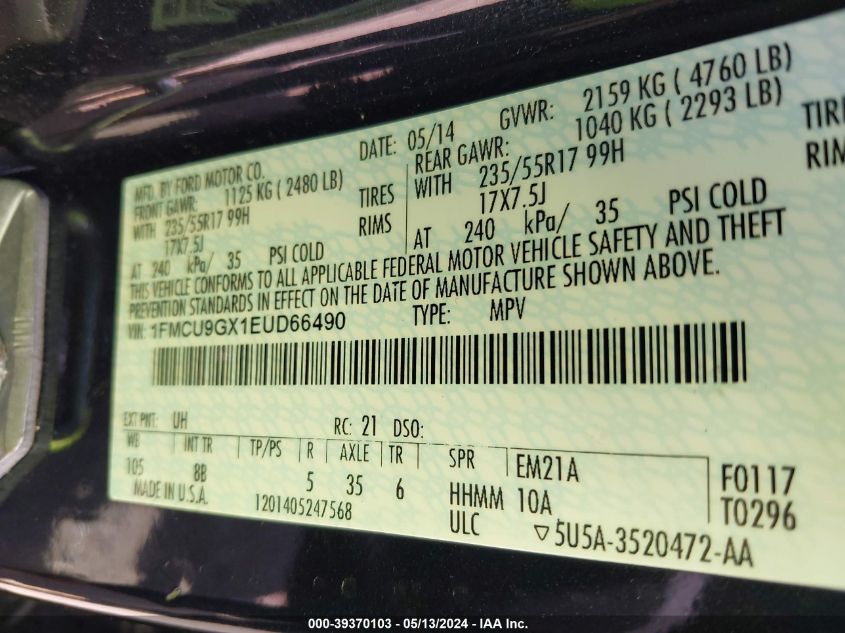 MFD. BY FORD MOTOR CO.
DATE: 05/14 GVWR: 2159 KG ( 4760 LB)
FRONT GAWR: 1125 KG ( 2480 LB) REAR GAWR: 1040 KG ( 2293 LB)
WITH 235/55R17 99H TIRES WITH 235/55R17 99H TIRE
17X7.5J RIMS 17X7.5J RIM
AT 240 kPa/ 35 PSI COLD AT 240 kPa/ 35 PSI COLD
THIS VEHICLE CONFORMS TO ALL APPLICABLE FEDERAL MOTOR VEHICLE SAFETY AND THEFT
PREVENTION STANDARDS IN EFFECT ON THE DATE OF MANUFACTURE SHOWN ABOVE.
VIN: 1FMCU9GX1EUD66490 TYPE: MPV
EXT PNT: UH RC: 21 DSO:
WB INT TR TP/PS R AXLE TR SPR EM21A F0117
105 8B 5 35 6 HHMM 10A T0296
MADE IN U.S.A. 1201405247568 ULC ▽5U5A-3520472-AA
000-39370103 - 05/13/2024 - IAA Inc.